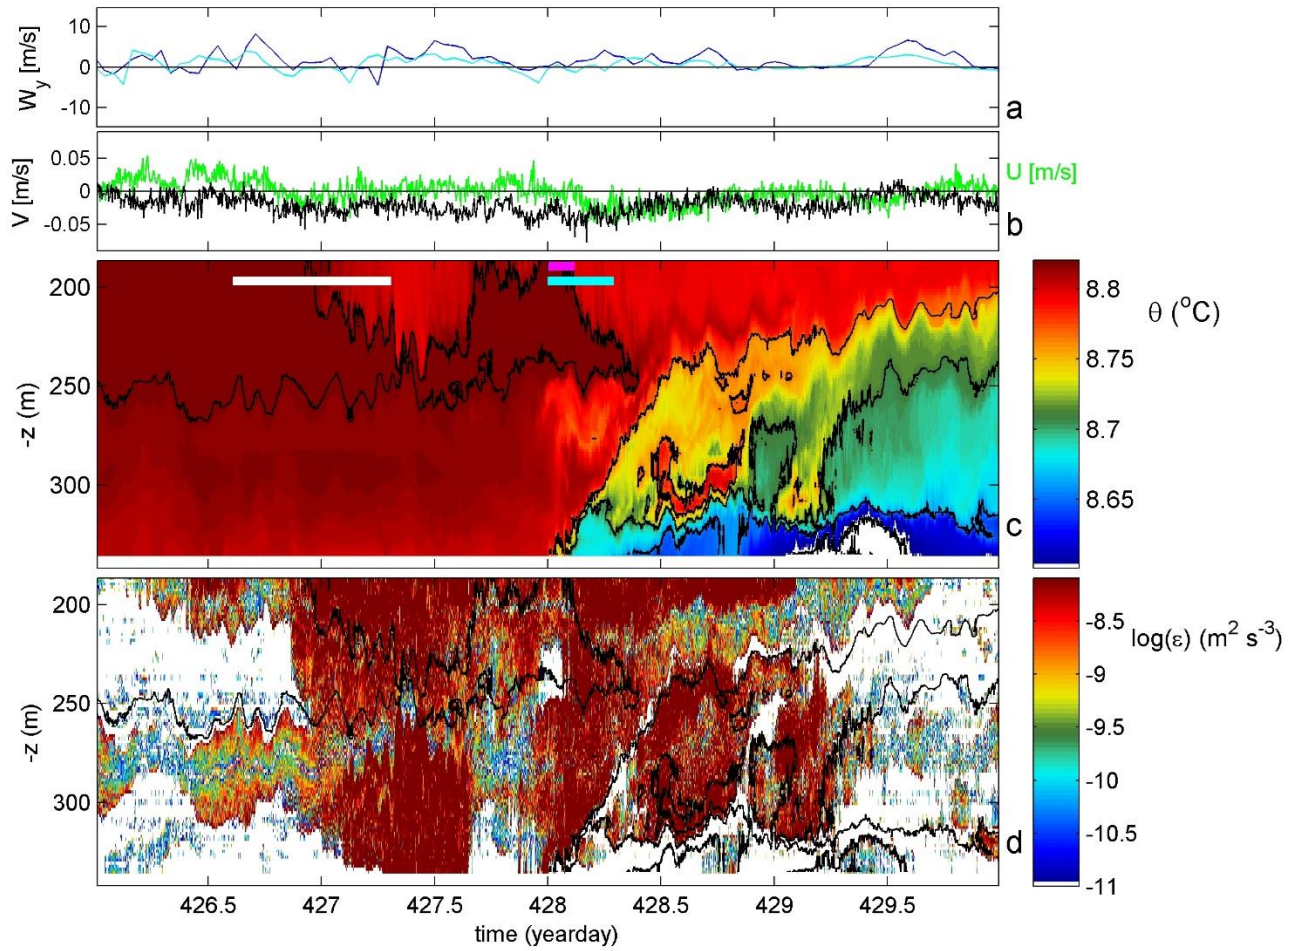 10
0
-10
W_y [m/s]
a
0.05
0
-0.05
V [m/s]
U [m/s]
b
200
250
300
-z (m)
c
8.8
8.75
8.7
8.65
θ (°C)
200
250
300
-z (m)
d
-8.5
-9
-9.5
-10
-10.5
-11
log(ε) (m² s⁻³)
426.5 427 427.5 428 428.5 429 429.5
time (yearday)